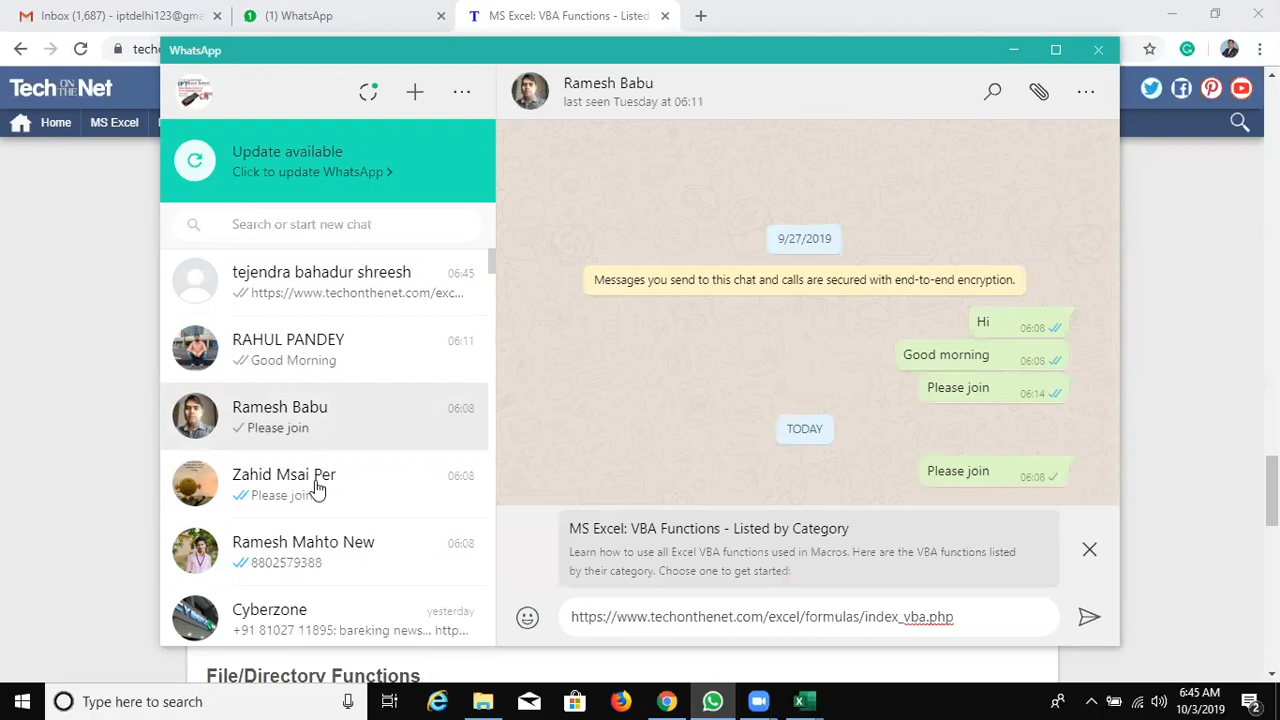 Inbox (1,687) - iptdelhi123@gma
(1) WhatsApp
MS Excel: VBA Functions - Listed
techo
TECH ON THE NET
Home
MS Excel
WhatsApp
Update available
Click to update WhatsApp >
Search or start new chat
tejendra bahadur shreesh 06:45
https://www.techonthenet.com/exc...
RAHUL PANDEY 06:11
Good Morning
Ramesh Babu 06:08
Please join
Zahid Msai Per 06:08
Please join
Ramesh Mahto New 06:08
8802579388
Cyberzone yesterday
+91 81027 11895: bareking news... http...
Ramesh Babu
last seen Tuesday at 06:11
9/27/2019
Messages you send to this chat and calls are secured with end-to-end encryption.
Hi 06:08
Good morning 06:08
Please join 06:14
TODAY
Please join 06:08
MS Excel: VBA Functions - Listed by Category
Learn how to use all Excel VBA functions used in Macros. Here are the VBA functions listed
by their category. Choose one to get started:
https://www.techonthenet.com/excel/formulas/index_vba.php
File/Directory Functions
Type here to search
6:45 AM
10/3/2019
2